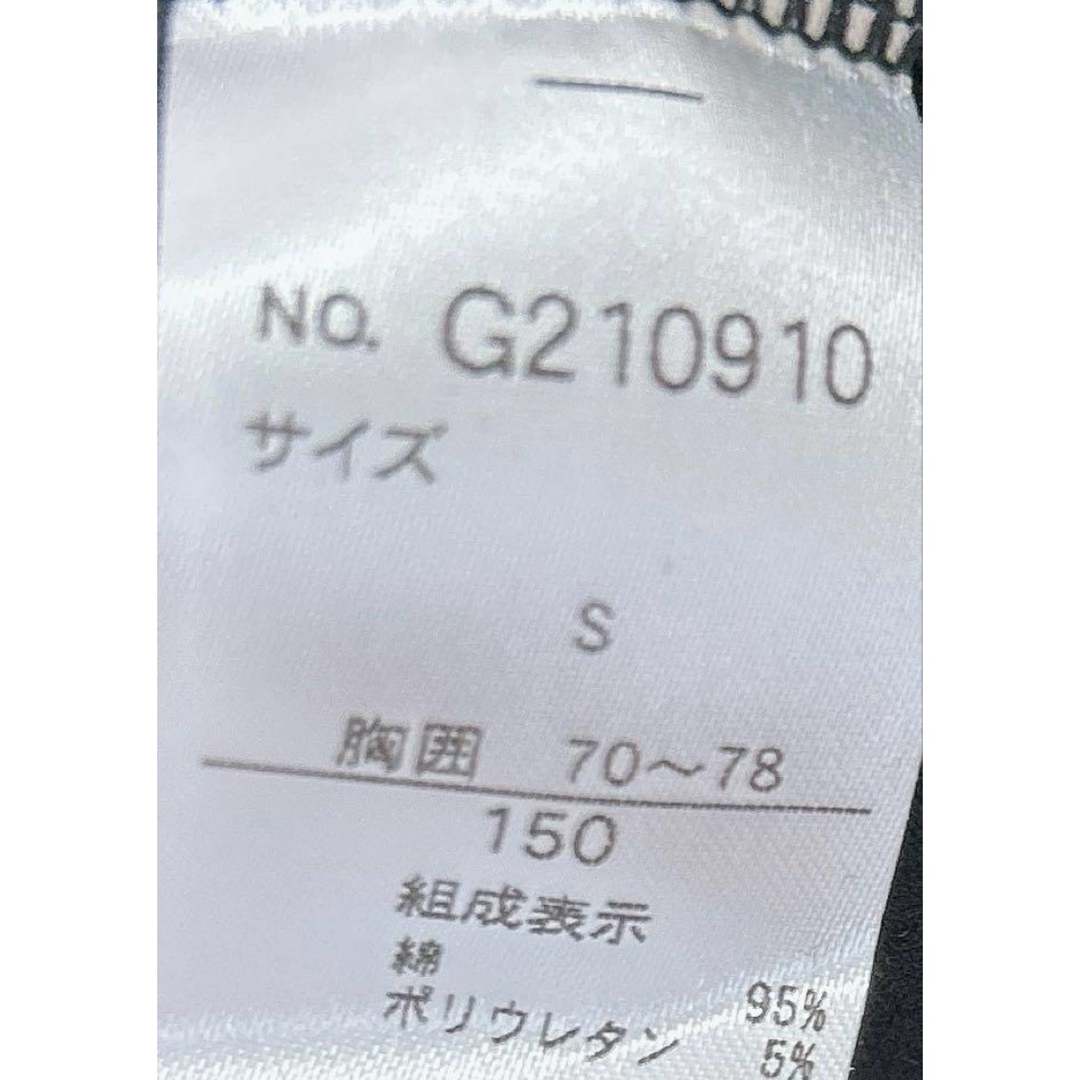 NO. G210910
サイズ
S
胸囲 70～78
150
組成表示
綿 95%
ポリウレタン 5%